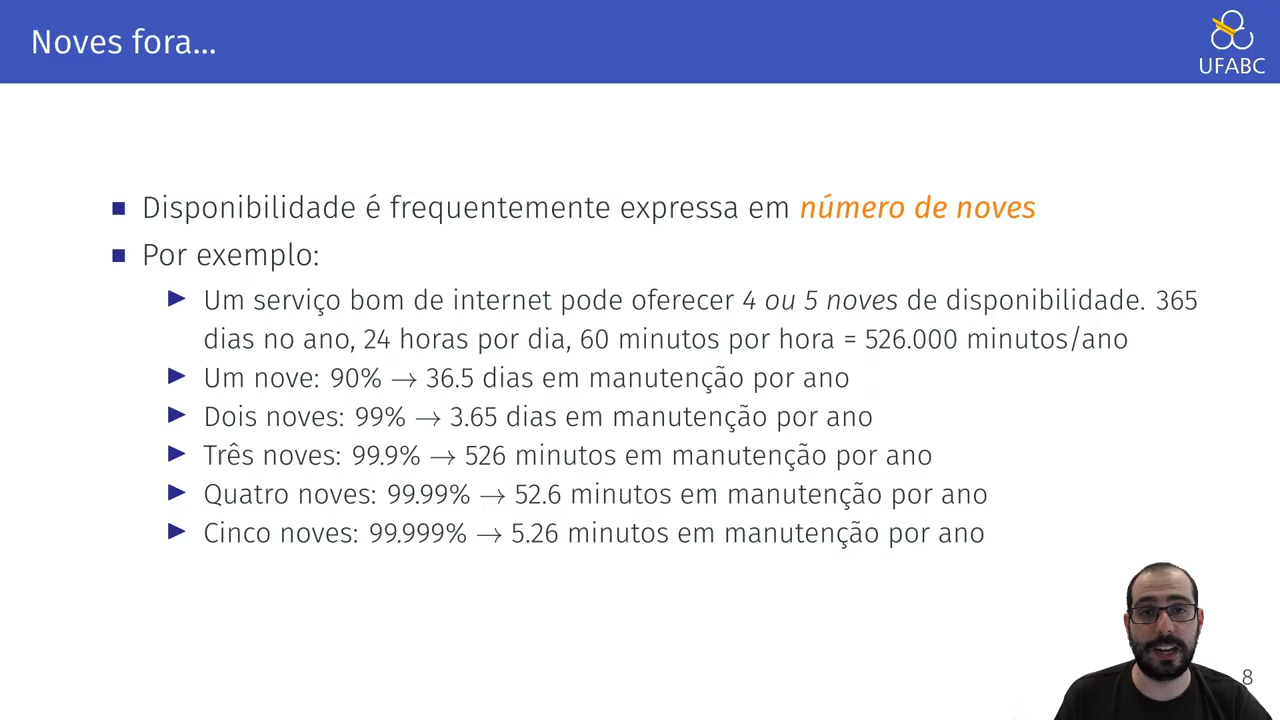 Noves fora...
UFABC
Disponibilidade é frequentemente expressa em número de noves
Por exemplo:
Um serviço bom de internet pode oferecer 4 ou 5 noves de disponibilidade. 365
dias no ano, 24 horas por dia, 60 minutos por hora = 526.000 minutos/ano
Um nove: 90% → 36.5 dias em manutenção por ano
Dois noves: 99% → 3.65 dias em manutenção por ano
Três noves: 99.9% → 526 minutos em manutenção por ano
Quatro noves: 99.99% → 52.6 minutos em manutenção por ano
Cinco noves: 99.999% → 5.26 minutos em manutenção por ano
8